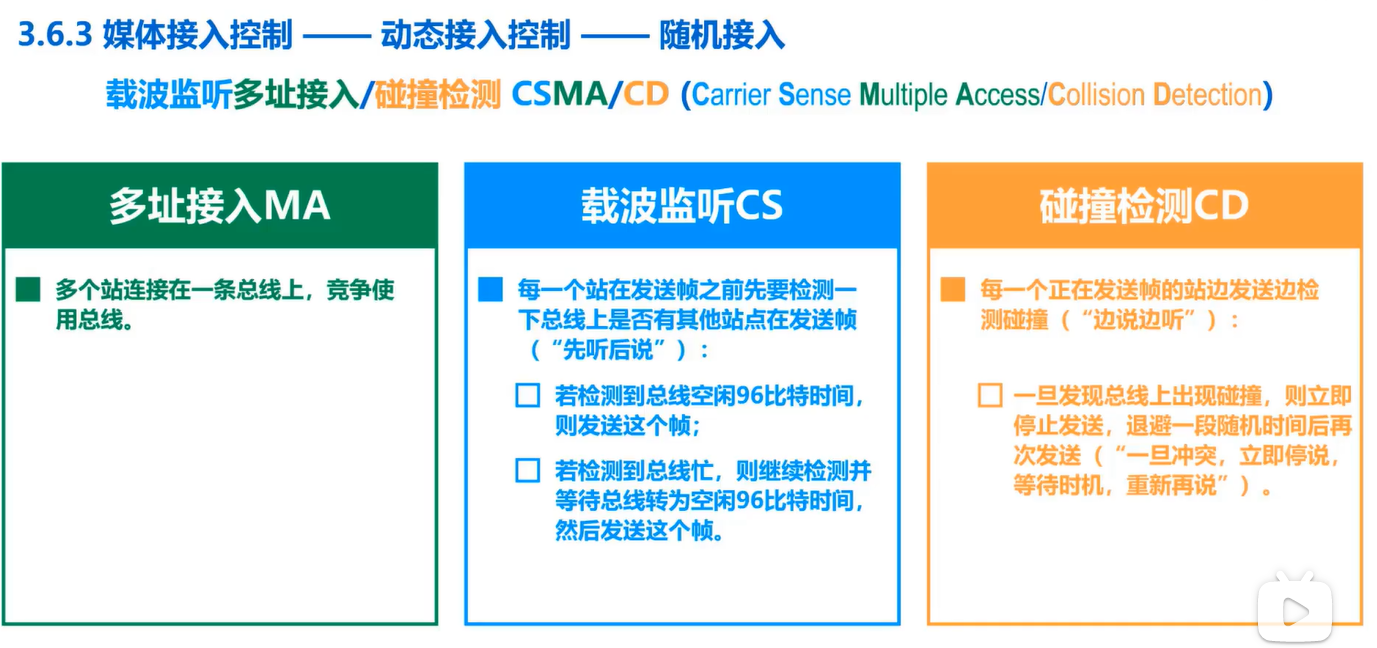 3.6.3 媒体接入控制 —— 动态接入控制 —— 随机接入
载波监听多址接入/碰撞检测 CSMA/CD (Carrier Sense Multiple Access/Collision Detection)
多址接入MA
多个站连接在一条总线上，竞争使
用总线。
载波监听CS
每一个站在发送帧之前先要检测一
下总线上是否有其他站点在发送帧
（“先听后说”）：
若检测到总线空闲96比特时间，
则发送这个帧；
若检测到总线忙，则继续检测并
等待总线转为空闲96比特时间，
然后发送这个帧。
碰撞检测CD
每一个正在发送帧的站边发送边检
测碰撞（“边说边听”）：
一旦发现总线上出现碰撞，则立即
停止发送，退避一段随机时间后再
次发送（“一旦冲突，立即停说，
等待时机，重新再说”）。